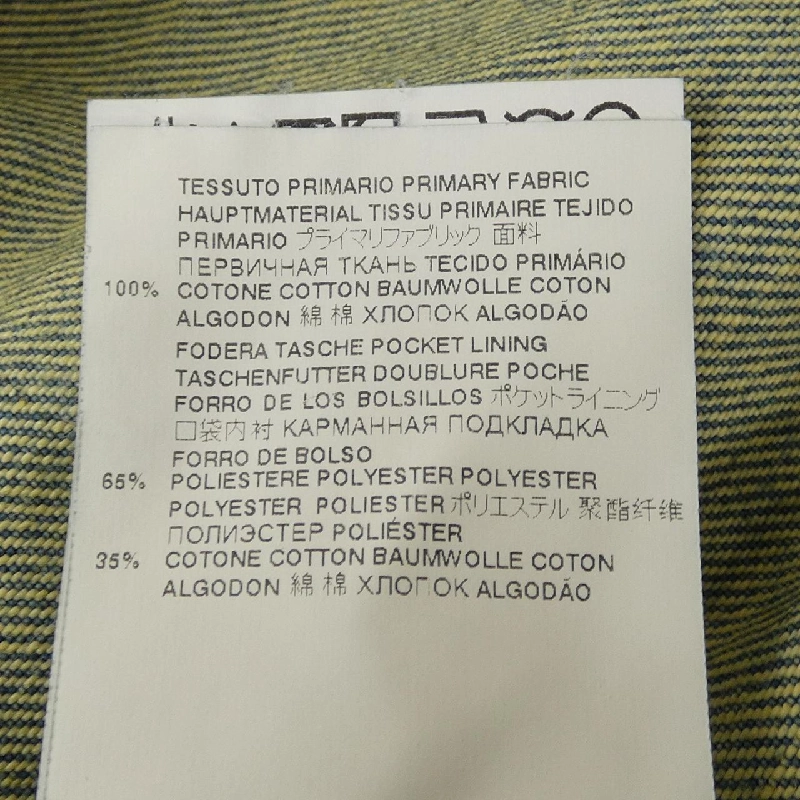 TESSUTO PRIMARIO PRIMARY FABRIC
HAUPTMATERIAL TISSU PRIMAIRE TEJIDO
PRIMARIO プライマリファブリック 面料
ПЕРВИЧНАЯ ТКАНЬ TECIDO PRIMÁRIO
100% COTONE COTTON BAUMWOLLE COTON
ALGODON 綿 棉 ХЛОПОК ALGODÃO
FODERA TASCHE POCKET LINING
TASCHENFUTTER DOUBLURE POCHE
FORRO DE LOS BOLSILLOS ポケットライニング
口袋内衬 КАРМАННАЯ ПОДКЛАДКА
FORRO DE BOLSO
65% POLIESTERE POLYESTER POLYESTER
POLYESTER POLIESTER ポリエステル 聚酯纤维
ПОЛИЭСТЕР POLIÉSTER
35% COTONE COTTON BAUMWOLLE COTON
ALGODON 綿 棉 ХЛОПОК ALGODÃO